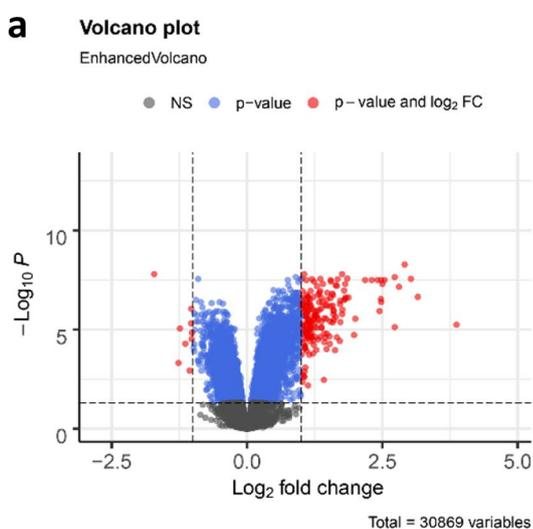 a
Volcano plot
EnhancedVolcano
NS p−value p − value and log₂ FC
10
5
0
−Log₁₀ P
−2.5 0.0 2.5 5.0
Log₂ fold change
Total = 30869 variables